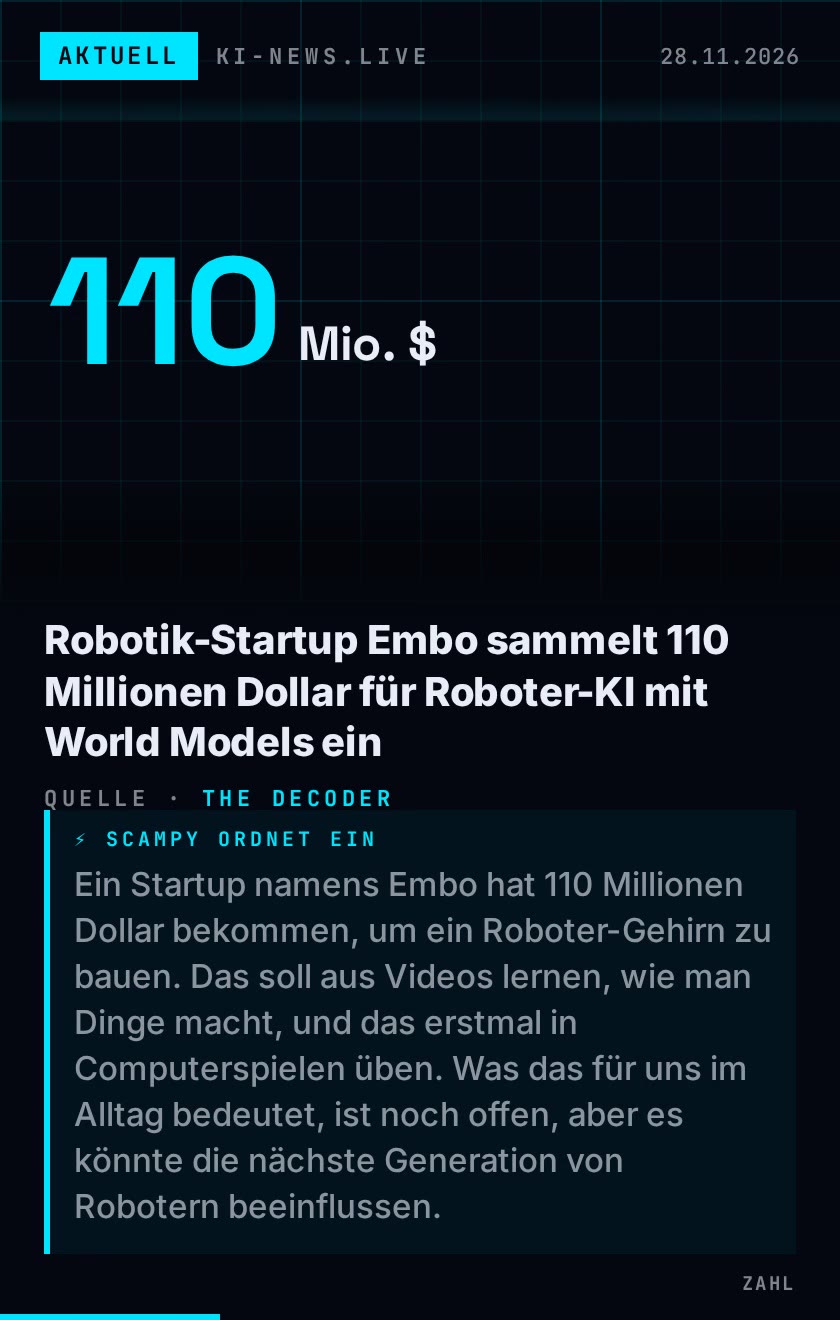 AKTUELL KI-NEWS.LIVE 28.11.2026
110 Mio. $
Robotik-Startup Embo sammelt 110
Millionen Dollar für Roboter-KI mit
World Models ein
QUELLE · THE DECODER
⚡ SCAMPY ORDNET EIN
Ein Startup namens Embo hat 110 Millionen
Dollar bekommen, um ein Roboter-Gehirn zu
bauen. Das soll aus Videos lernen, wie man
Dinge macht, und das erstmal in
Computerspielen üben. Was das für uns im
Alltag bedeutet, ist noch offen, aber es
könnte die nächste Generation von
Robotern beeinflussen.
ZAHL